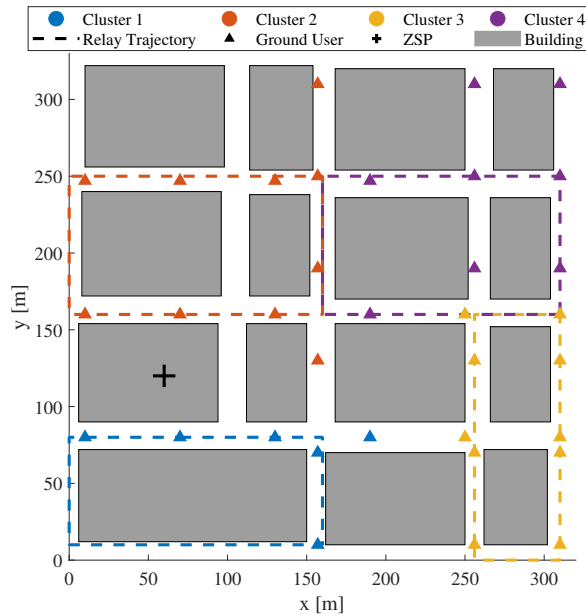 Cluster 1 Cluster 2 Cluster 3 Cluster 4
Relay Trajectory Ground User ZSP Building
300
250
200
150
100
50
0
y [m]
0 50 100 150 200 250 300
x [m]